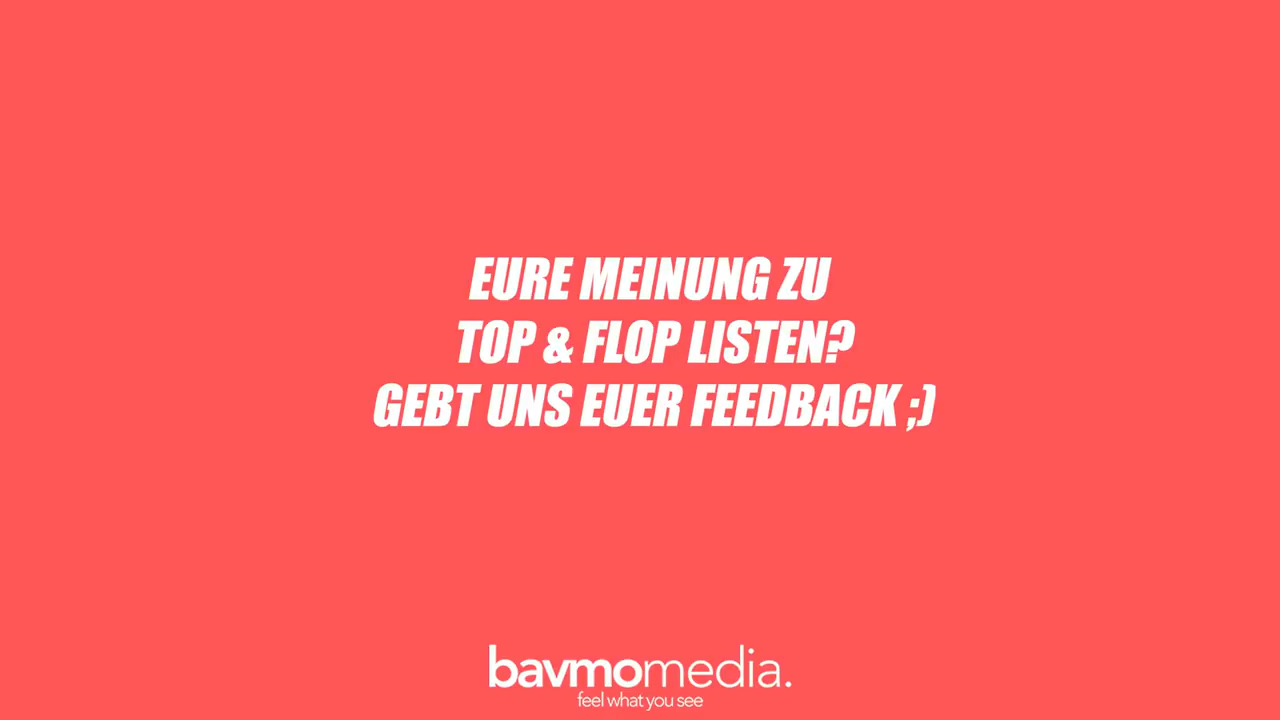 EURE MEINUNG ZU
TOP & FLOP LISTEN?
GEBT UNS EUER FEEDBACK ;)
bavmomedia.
feel what you see